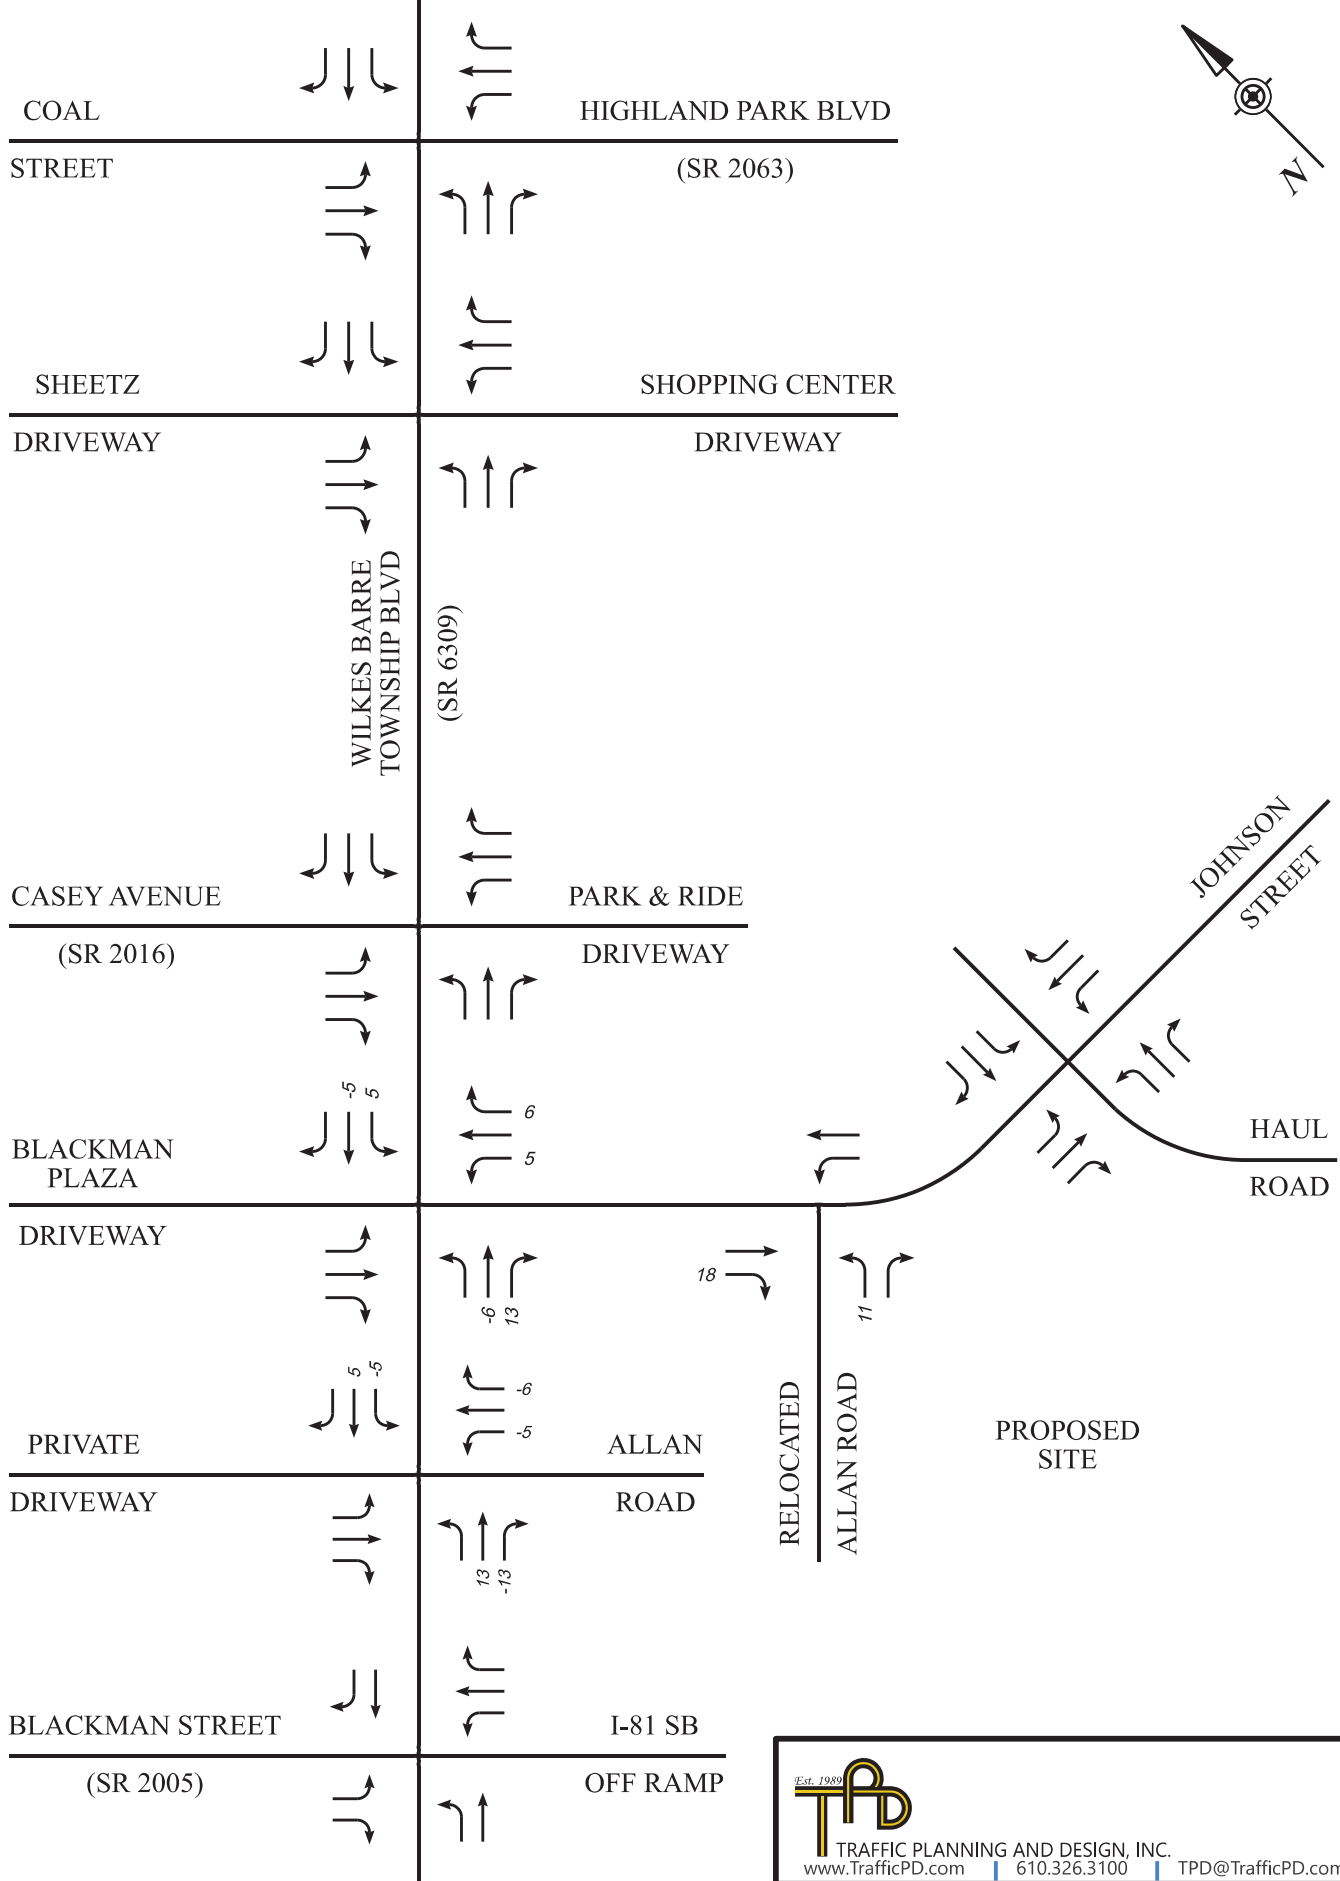 COAL
HIGHLAND PARK BLVD
STREET
(SR 2063)
N
SHEETZ
SHOPPING CENTER
DRIVEWAY
DRIVEWAY
WILKES BARRE
TOWNSHIP BLVD
(SR 6309)
JOHNSON
STREET
CASEY AVENUE
PARK & RIDE
(SR 2016)
DRIVEWAY
-5
5
6
5
BLACKMAN
PLAZA
HAUL
ROAD
DRIVEWAY
18
-6
13
11
5
-5
-6
-5
PRIVATE
ALLAN
DRIVEWAY
ROAD
RELOCATED
ALLAN ROAD
PROPOSED
SITE
13
-13
BLACKMAN STREET
I-81 SB
(SR 2005)
OFF RAMP
Est. 1989
TPD
TRAFFIC PLANNING AND DESIGN, INC.
www.TrafficPD.com | 610.326.3100 | TPD@TrafficPD.com